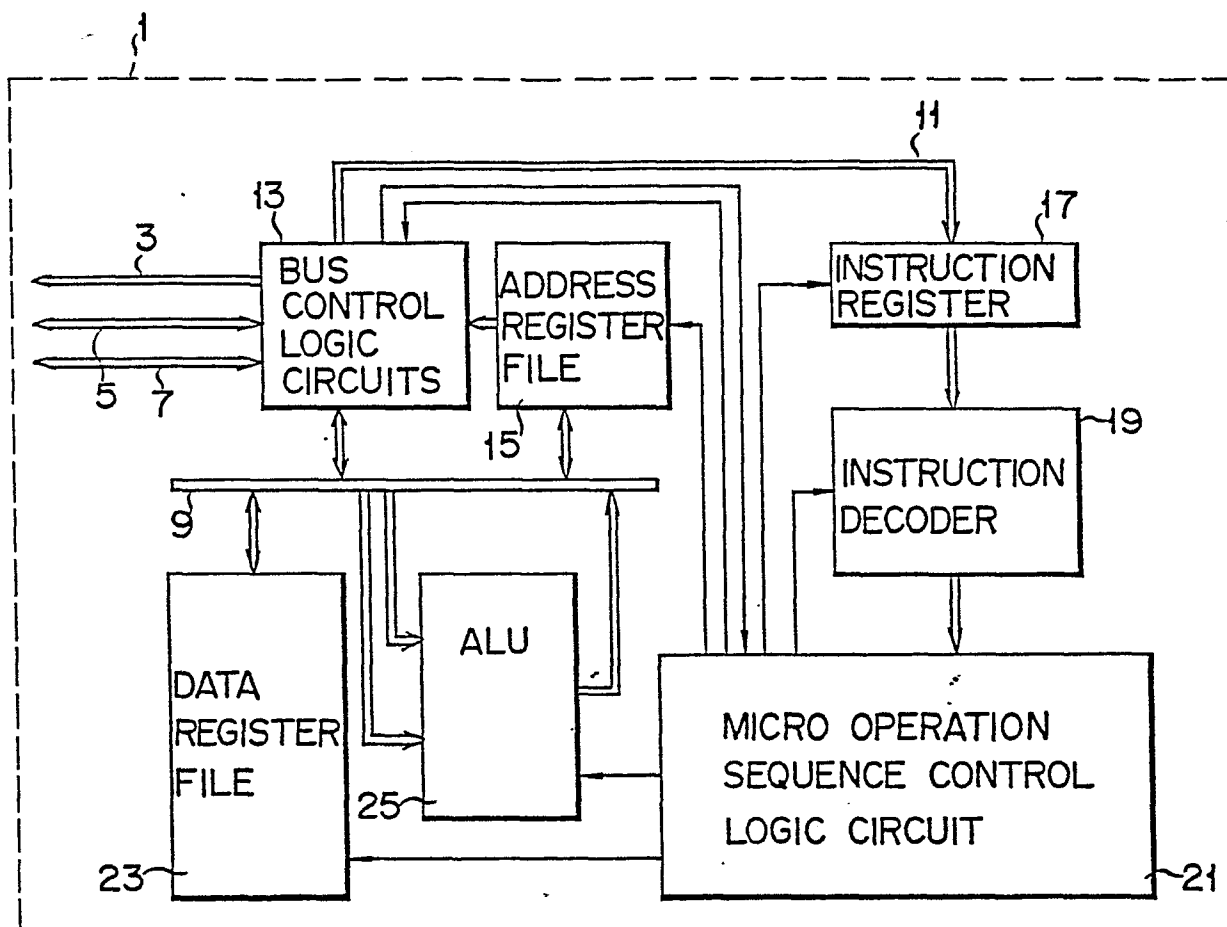 1
11
13
17
3
BUS
CONTROL
LOGIC
CIRCUITS
ADDRESS
REGISTER
FILE
INSTRUCTION
REGISTER
5
7
15
19
INSTRUCTION
DECODER
9
ALU
DATA
REGISTER
FILE
MICRO OPERATION
SEQUENCE CONTROL
LOGIC CIRCUIT
25
23
21